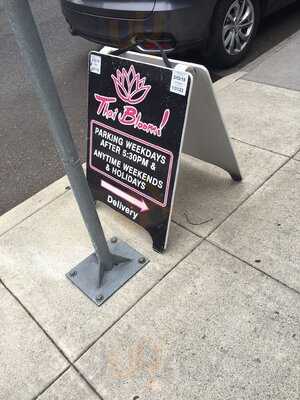 Thai Bloom!
PARKING WEEKDAYS
AFTER 5:30PM &
ANYTIME WEEKENDS
& HOLIDAYS
Delivery